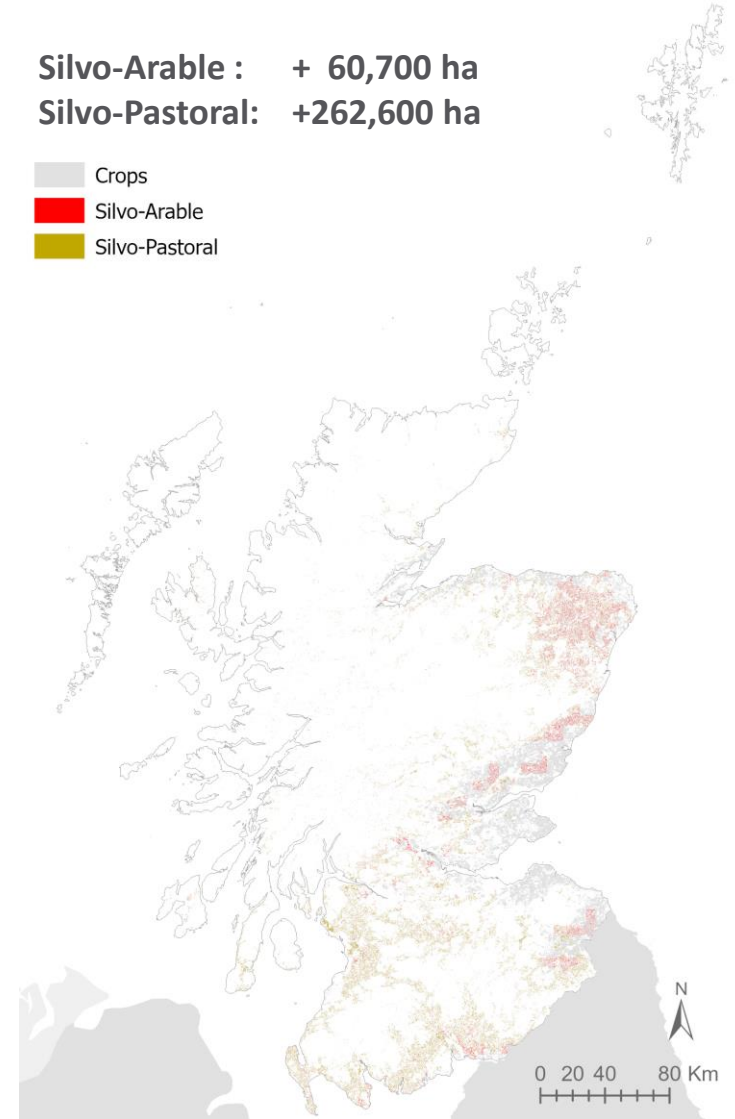 Silvo-Arable : + 60,700 ha
Silvo-Pastoral: +262,600 ha
Crops
Silvo-Arable
Silvo-Pastoral
N
0 20 40 80 Km